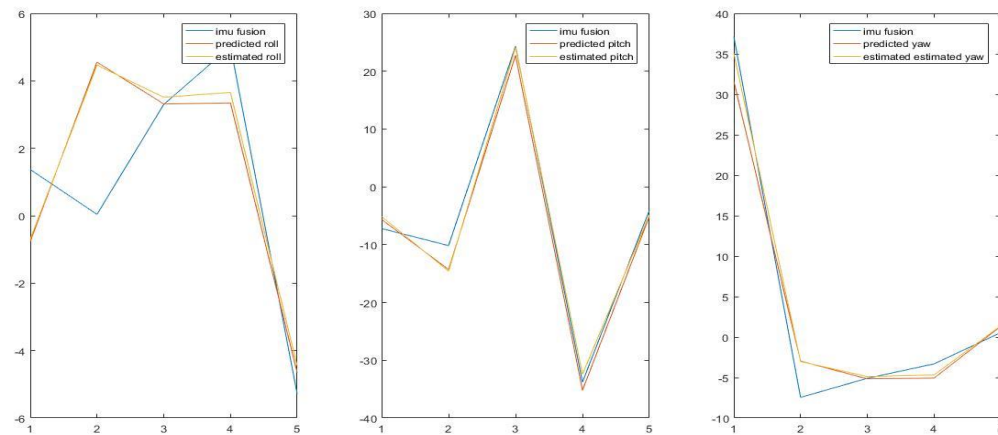 6
4
2
0
-2
-4
-6
1 2 3 4 5
imu fusion
predicted roll
estimated roll
30
20
10
0
-10
-20
-30
-40
1 2 3 4 5
imu fusion
predicted pitch
estimated pitch
40
35
30
25
20
15
10
5
0
-5
-10
1 2 3 4
imu fusion
predicted yaw
estimated estimated yaw